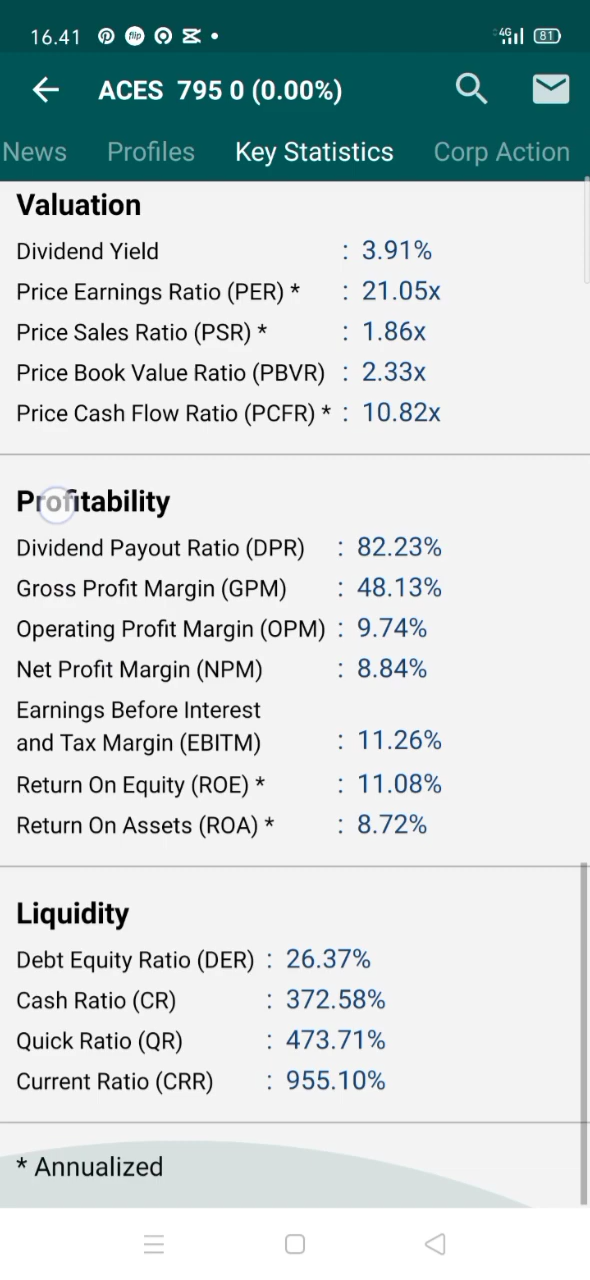 16.41 flip 4G 81
ACES 795 0 (0.00%)
News Profiles Key Statistics Corp Action
Valuation
Dividend Yield : 3.91%
Price Earnings Ratio (PER) * : 21.05x
Price Sales Ratio (PSR) * : 1.86x
Price Book Value Ratio (PBVR) : 2.33x
Price Cash Flow Ratio (PCFR) * : 10.82x
Profitability
Dividend Payout Ratio (DPR) : 82.23%
Gross Profit Margin (GPM) : 48.13%
Operating Profit Margin (OPM) : 9.74%
Net Profit Margin (NPM) : 8.84%
Earnings Before Interest
and Tax Margin (EBITM) : 11.26%
Return On Equity (ROE) * : 11.08%
Return On Assets (ROA) * : 8.72%
Liquidity
Debt Equity Ratio (DER) : 26.37%
Cash Ratio (CR) : 372.58%
Quick Ratio (QR) : 473.71%
Current Ratio (CRR) : 955.10%
* Annualized